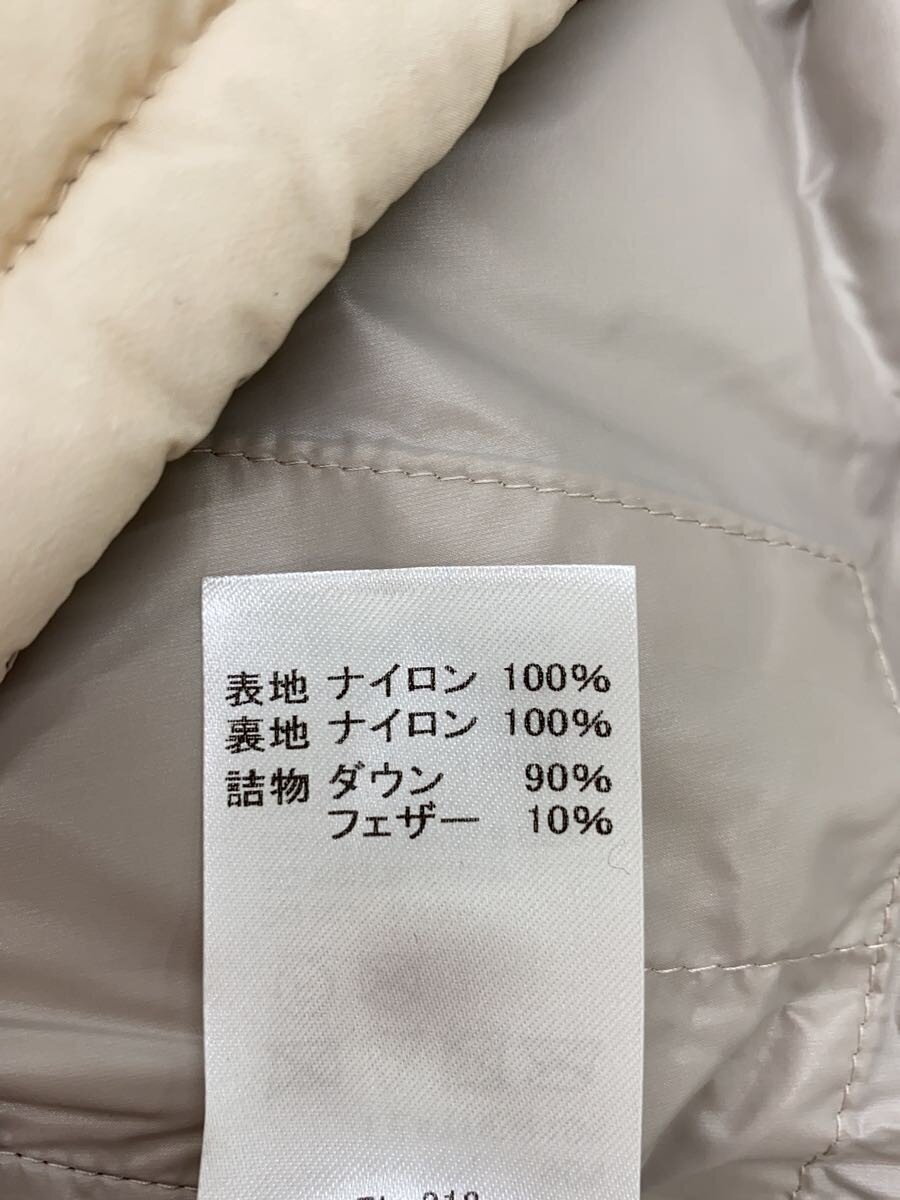 表地 ナイロン 100%
裏地 ナイロン 100%
詰物 ダウン 90%
フェザー 10%